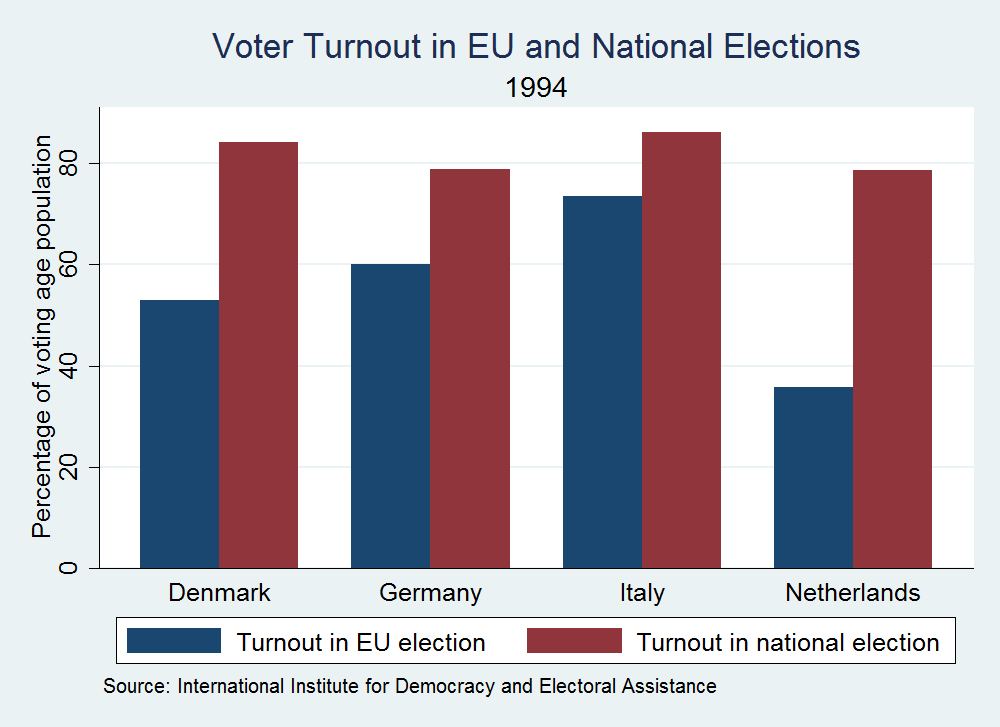 Voter Turnout in EU and National Elections
1994
Percentage of voting age population
80
60
40
20
0
Denmark Germany Italy Netherlands
Turnout in EU election Turnout in national election
Source: International Institute for Democracy and Electoral Assistance